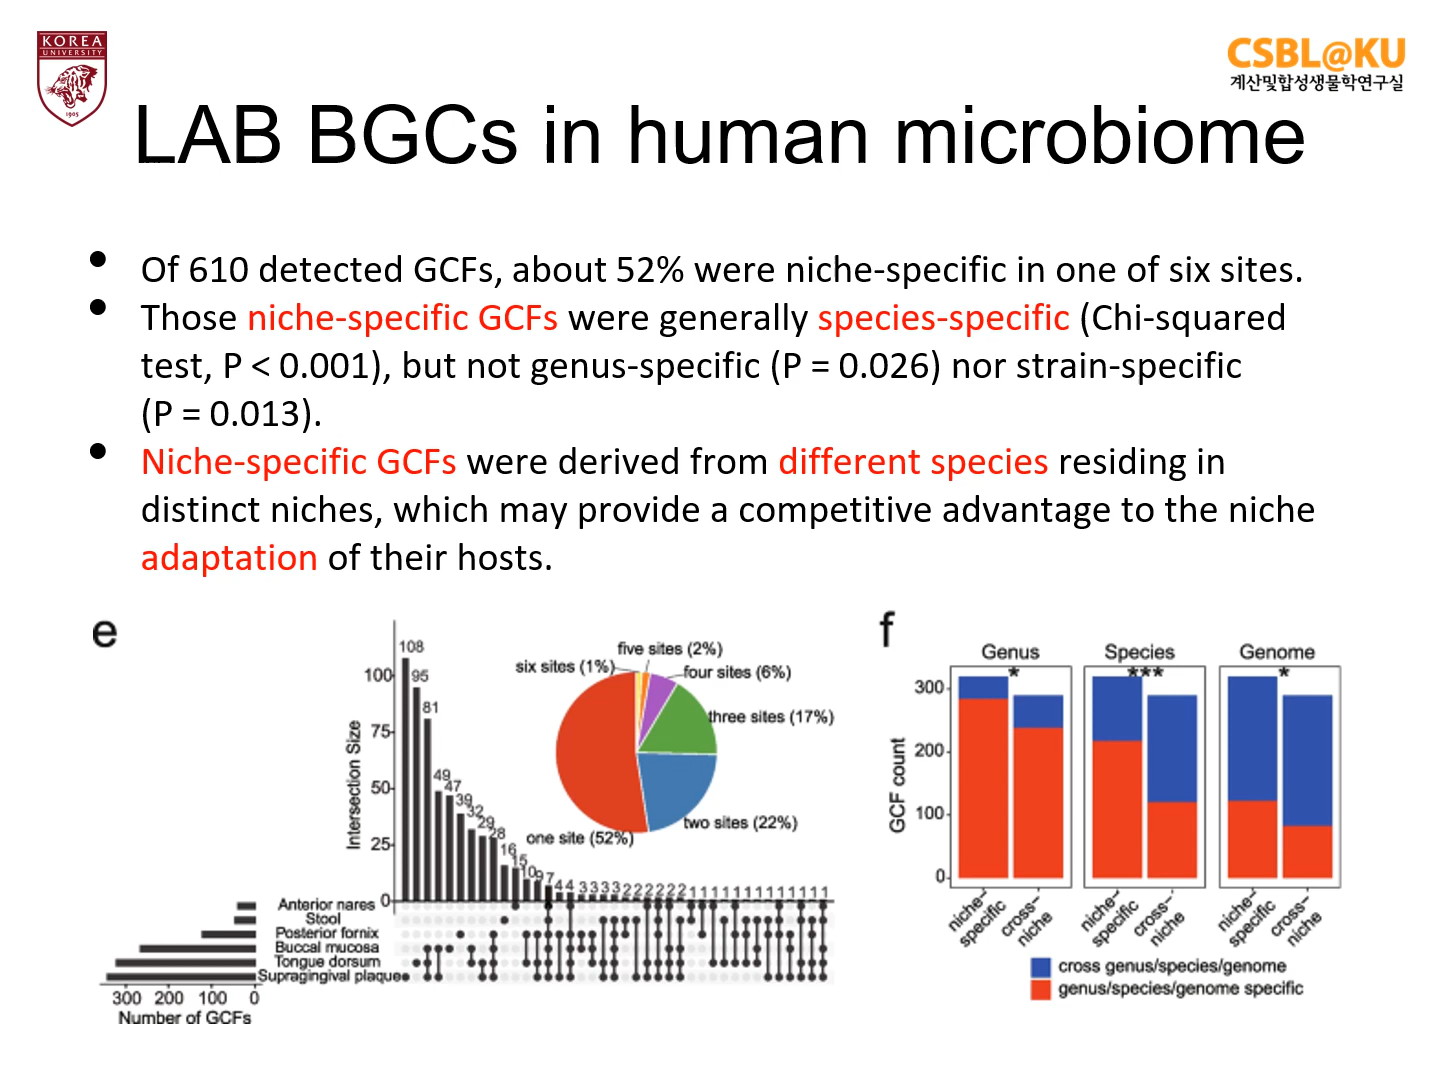 KOREA
UNIVERSITY
1905
CSBL@KU
계산및합성생물학연구실
LAB BGCs in human microbiome
• Of 610 detected GCFs, about 52% were niche-specific in one of six sites.
• Those niche-specific GCFs were generally species-specific (Chi-squared
test, P < 0.001), but not genus-specific (P = 0.026) nor strain-specific
(P = 0.013).
• Niche-specific GCFs were derived from different species residing in
distinct niches, which may provide a competitive advantage to the niche
adaptation of their hosts.
e
Intersection Size
100
75
50
25
0
108
95
81
49
47
39
32
29
28
16
15
10
9
7
4 4 3 3 3 3 2 2 2 2 2 2 1 1 1 1 1 1 1 1 1 1 1 1 1
six sites (1%)
five sites (2%)
four sites (6%)
three sites (17%)
two sites (22%)
one site (52%)
Anterior nares
Stool
Posterior fornix
Buccal mucosa
Tongue dorsum
Supragingival plaque
300 200 100 0
Number of GCFs
f
Genus Species Genome
* *** *
GCF count
300
200
100
0
niche–
specific
cross–
niche
niche–
specific
cross–
niche
niche–
specific
cross–
niche
cross genus/species/genome
genus/species/genome specific